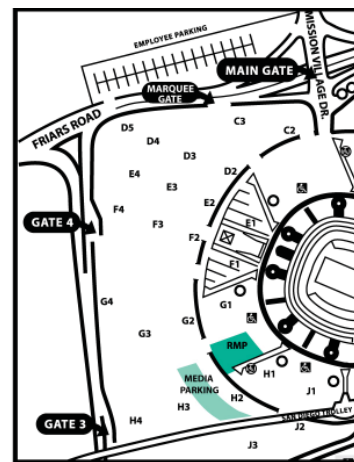 EMPLOYEE PARKING
MISSION VILLAGE DR.
MAIN GATE
MARQUEE
GATE
FRIARS ROAD
C3
C2
D5
D4
D3
D2
E4
E3
E2
E1
F4
F3
F2
F1
GATE 4
G4
G3
G2
G1
RMP
H1
MEDIA
PARKING
H4
H3
H2
J1
SAN DIEGO TROLLEY
J2
GATE 3
J3